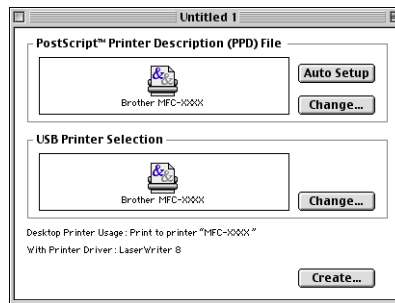 Untitled 1
PostScript™ Printer Description (PPD) File
Brother MFC-XXXX
Auto Setup
Change...
USB Printer Selection
Brother MFC-XXXX
Change...
Desktop Printer Usage: Print to printer "MFC-XXXX"
With Printer Driver: LaserWriter 8
Create...